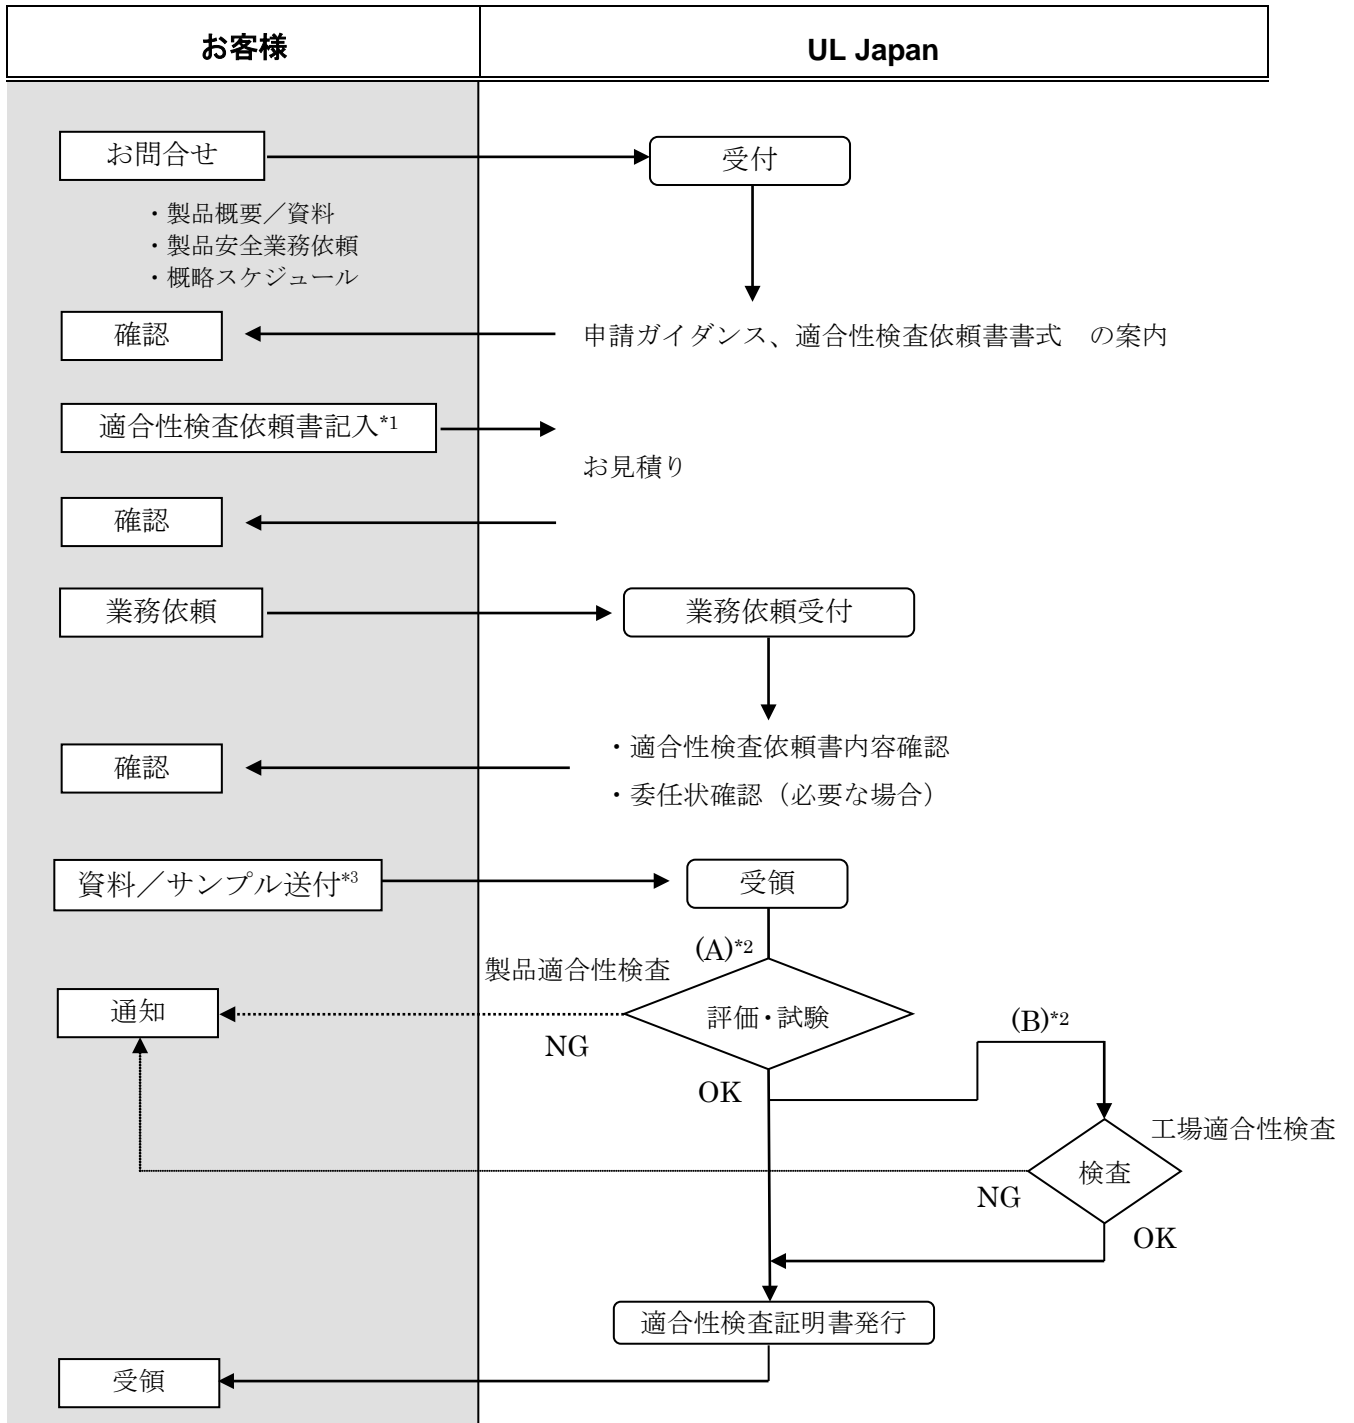 お客様
UL Japan
お問合せ
受付
・製品概要／資料
・製品安全業務依頼
・概略スケジュール
確認
申請ガイダンス、適合性検査依頼書書式　の案内
適合性検査依頼書記入*1
お見積り
確認
業務依頼
業務依頼受付
・適合性検査依頼書内容確認
確認
・委任状確認（必要な場合）
資料／サンプル送付*3
受領
(A)*2
製品適合性検査
通知
評価・試験
(B)*2
NG
OK
工場適合性検査
検査
NG
OK
適合性検査証明書発行
受領